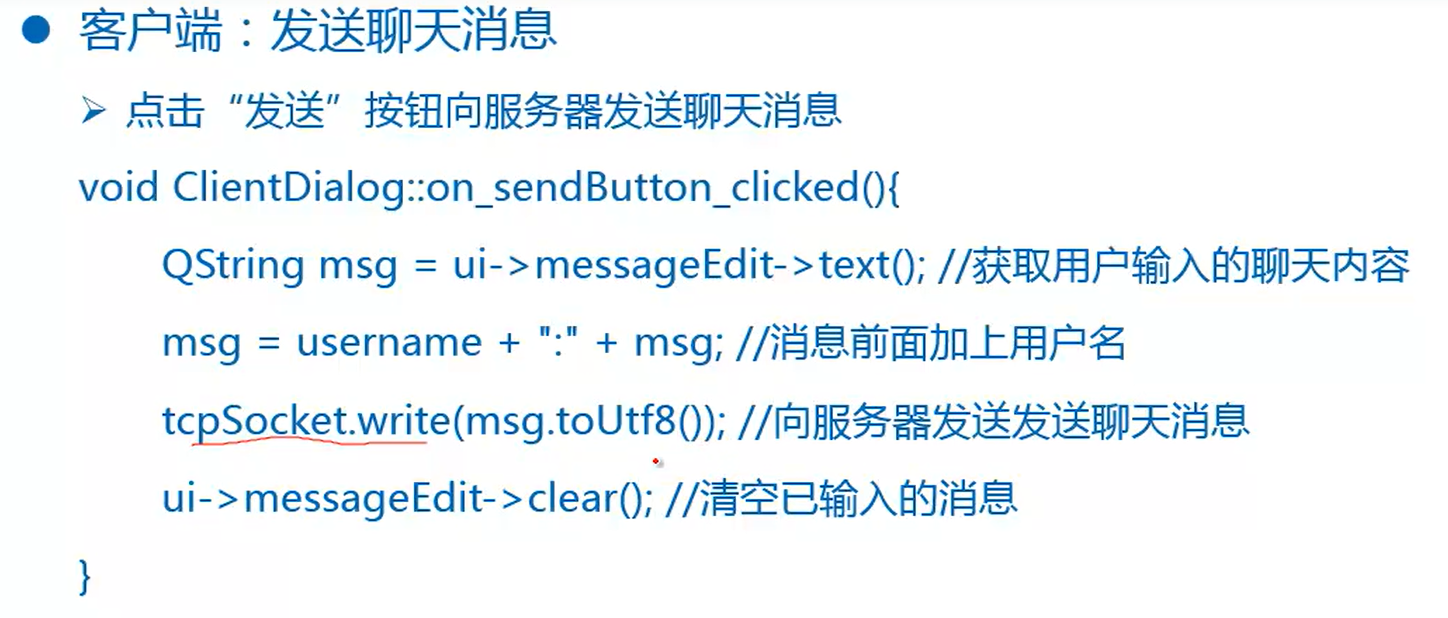 ● 客户端：发送聊天消息
➢ 点击“发送”按钮向服务器发送聊天消息
void ClientDialog::on_sendButton_clicked(){
QString msg = ui->messageEdit->text(); //获取用户输入的聊天内容
msg = username + ":" + msg; //消息前面加上用户名
tcpSocket.write(msg.toUtf8()); //向服务器发送发送聊天消息
ui->messageEdit->clear(); //清空已输入的消息
}